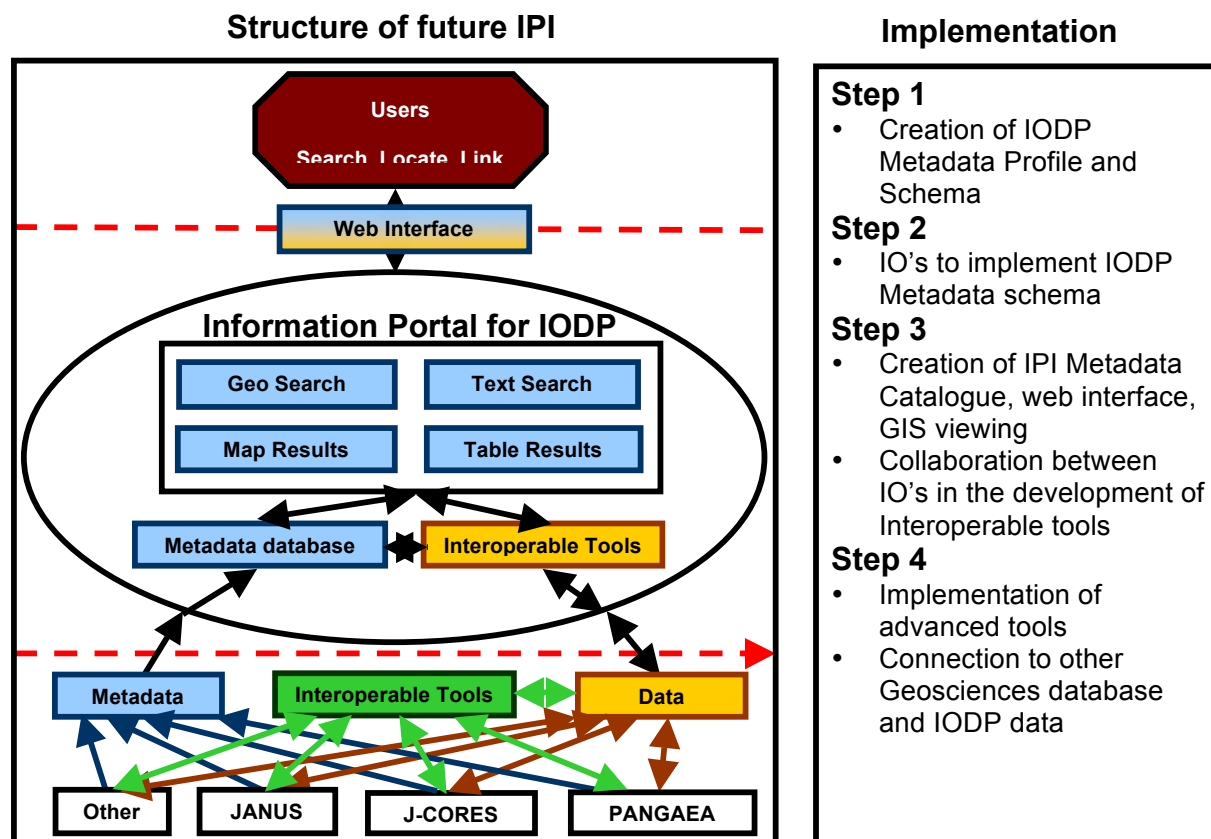 Structure of future IPI
Users
Search Locate Link
Web Interface
Information Portal for IODP
Geo Search
Text Search
Map Results
Table Results
Metadata database
Interoperable Tools
Metadata
Interoperable Tools
Data
Other
JANUS
J-CORES
PANGAEA
Implementation
Step 1
• Creation of IODP
Metadata Profile and
Schema
Step 2
• IO's to implement IODP
Metadata schema
Step 3
• Creation of IPI Metadata
Catalogue, web interface,
GIS viewing
• Collaboration between
IO's in the development of
Interoperable tools
Step 4
• Implementation of
advanced tools
• Connection to other
Geosciences database
and IODP data